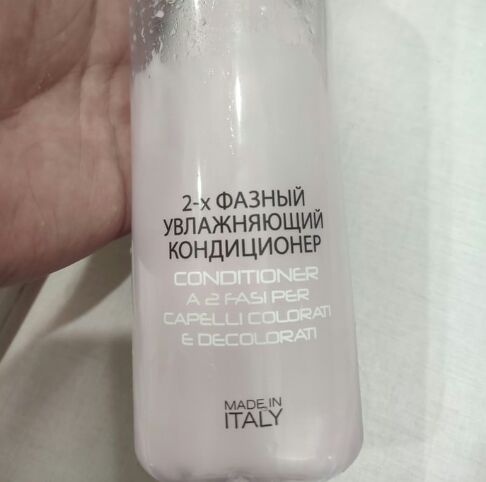 2-х ФАЗНЫЙ
УВЛАЖНЯЮЩИЙ
КОНДИЦИОНЕР
CONDITIONER
A 2 FASI PER
CAPELLI COLORATI
E DECOLORATI
MADE IN
ITALY